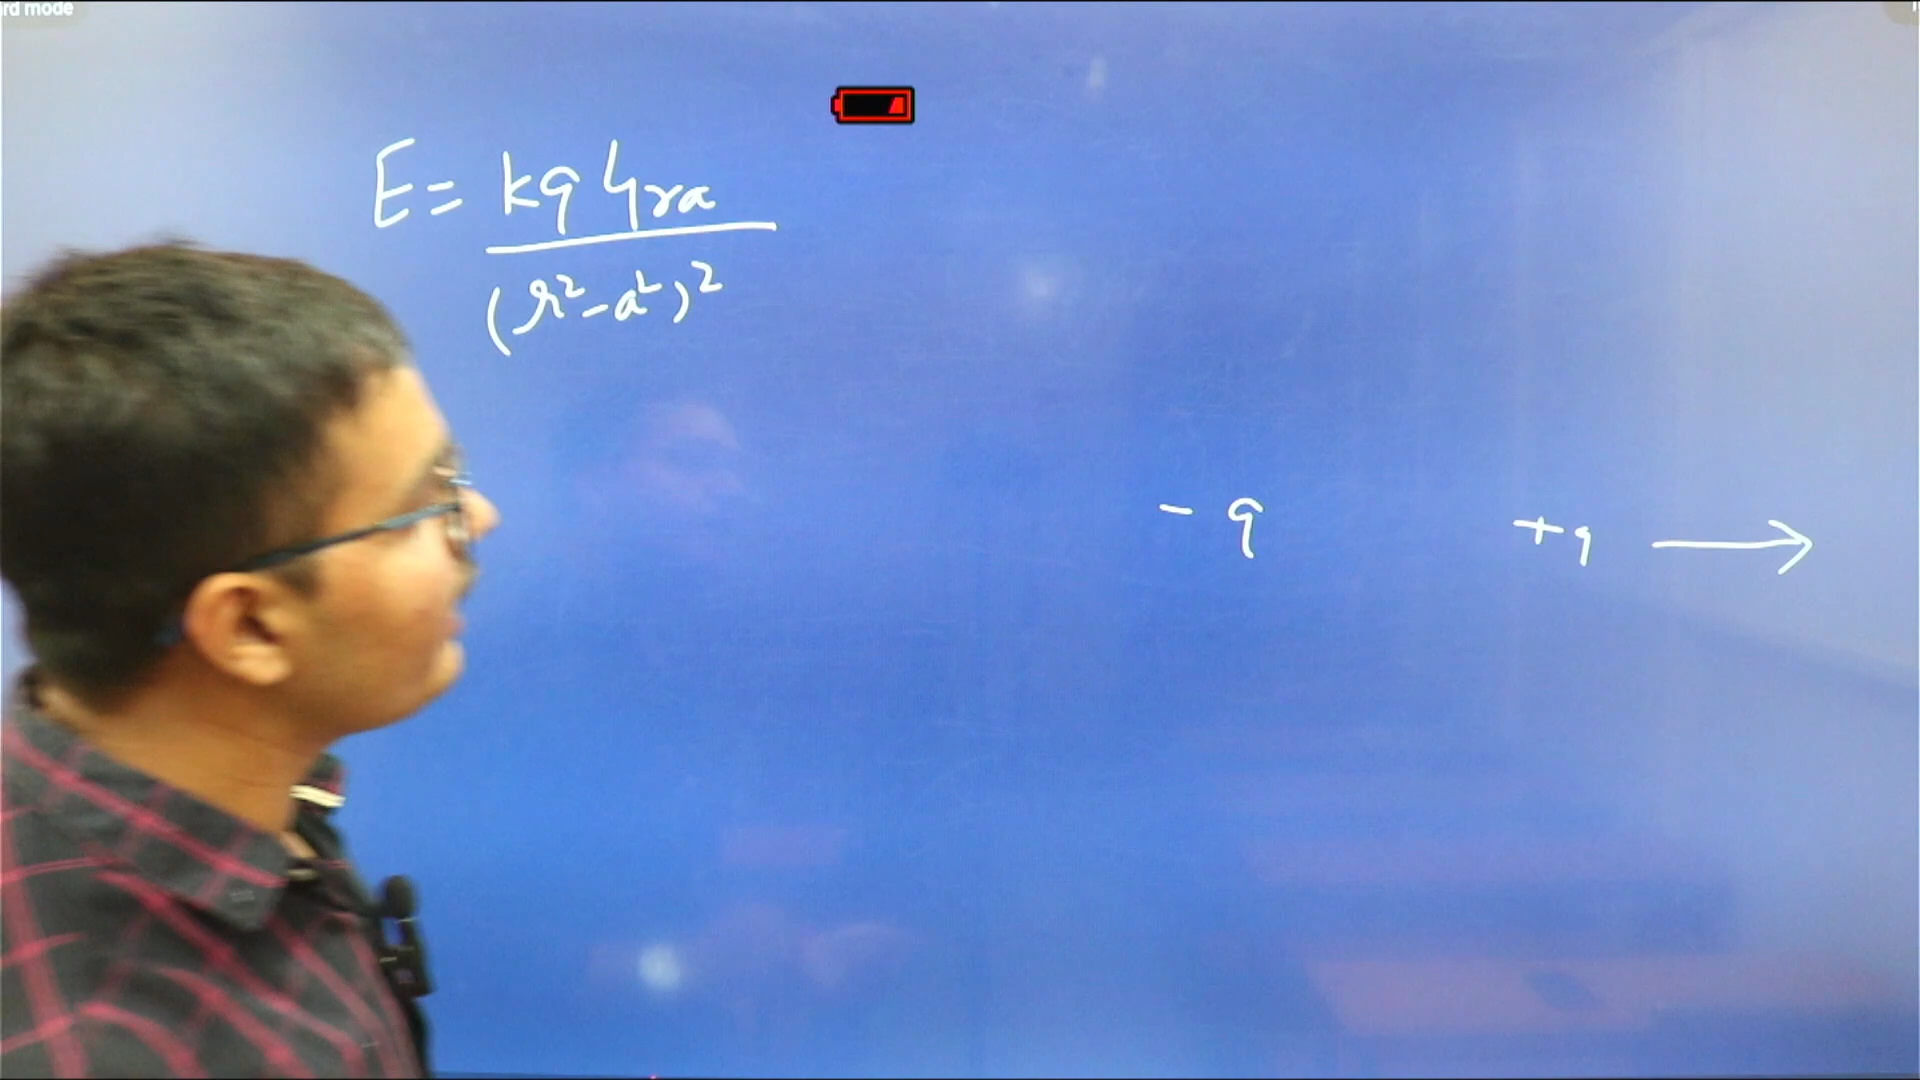 rd mode
E = kq 4ra
(r²-a²)²
- q +q →